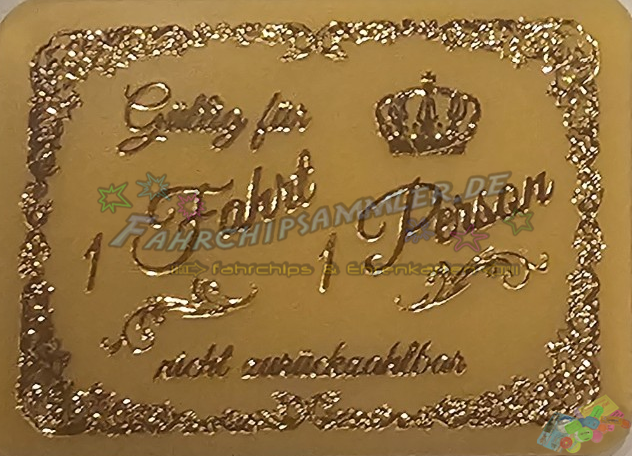 Gültig für
1 Fahrt 1 Person
FAHRCHIPSAMMLER.DE
nicht zurückzahlbar